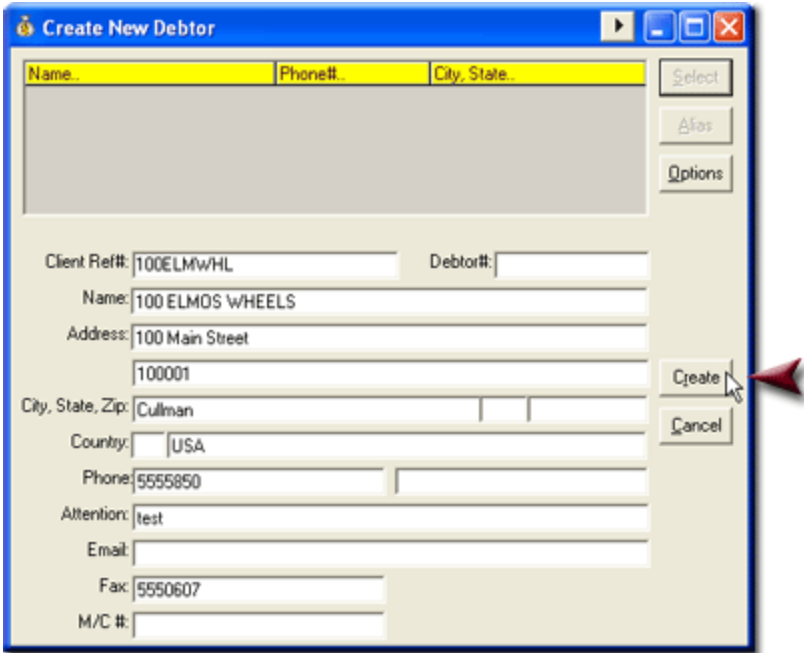 Create New Debtor
Name.. Phone#.. City, State..
Select
Alias
Options
Client Ref#: 100ELMWHL Debtor#:
Name: 100 ELMOS WHEELS
Address: 100 Main Street
100001
Create
City, State, Zip: Cullman
Cancel
Country: USA
Phone: 5555850
Attention: test
Email:
Fax: 5550607
M/C #: